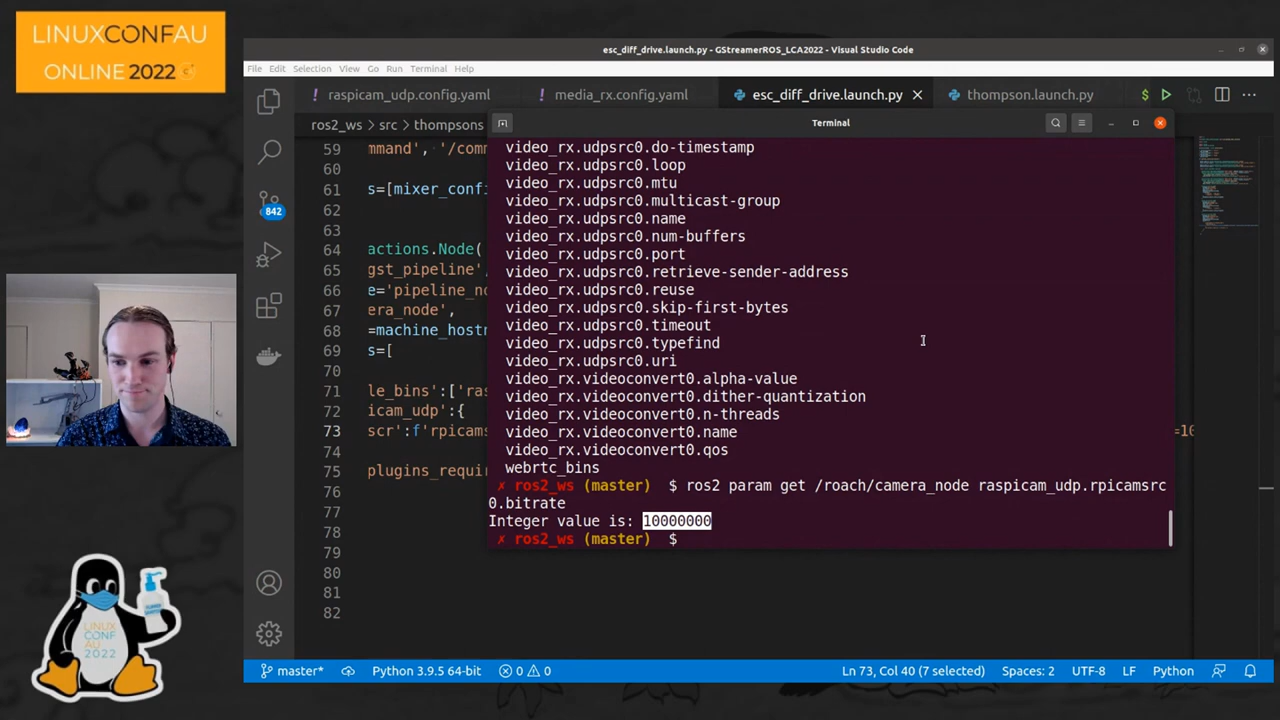 LINUXCONFAU
ONLINE 2022
esc_diff_drive.launch.py - GStreamerROS_LCA2022 - Visual Studio Code
File Edit Selection View Go Run Terminal Help
! raspicam_udp.config.yaml ! media_rx.config.yaml esc_diff_drive.launch.py thompson.launch.py
ros2_ws > src > thompsons
Terminal
59 mmand', '/comm
60
61 s=[mixer_confi
62
63
64 actions.Node(
65 gst_pipeline'
66 e='pipeline_no
67 era_node',
68 =machine_hostn
69 s=[
70
71 le_bins':['ras
72 icam_udp':{
73 scr':f'rpicams =10
74
75 plugins_requi
76
77
78
79
80
81
82
video_rx.udpsrc0.do-timestamp
video_rx.udpsrc0.loop
video_rx.udpsrc0.mtu
video_rx.udpsrc0.multicast-group
video_rx.udpsrc0.name
video_rx.udpsrc0.num-buffers
video_rx.udpsrc0.port
video_rx.udpsrc0.retrieve-sender-address
video_rx.udpsrc0.reuse
video_rx.udpsrc0.skip-first-bytes
video_rx.udpsrc0.timeout
video_rx.udpsrc0.typefind
video_rx.udpsrc0.uri
video_rx.videoconvert0.alpha-value
video_rx.videoconvert0.dither-quantization
video_rx.videoconvert0.n-threads
video_rx.videoconvert0.name
video_rx.videoconvert0.qos
webrtc_bins
✗ ros2_ws (master) $ ros2 param get /roach/camera_node raspicam_udp.rpicamsrc
0.bitrate
Integer value is: 10000000
✗ ros2_ws (master) $
842
LINUX
CONF
AU
2022
master* Python 3.9.5 64-bit 0 0 Ln 73, Col 40 (7 selected) Spaces: 2 UTF-8 LF Python